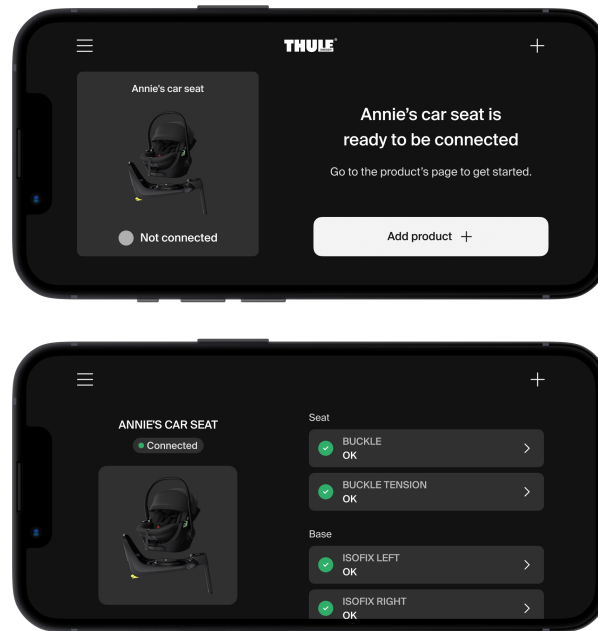 THULE
Annie's car seat
Not connected
Annie's car seat is
ready to be connected
Go to the product's page to get started.
Add product +
ANNIE'S CAR SEAT
Connected
Seat
BUCKLE
OK
BUCKLE TENSION
OK
Base
ISOFIX LEFT
OK
ISOFIX RIGHT
OK